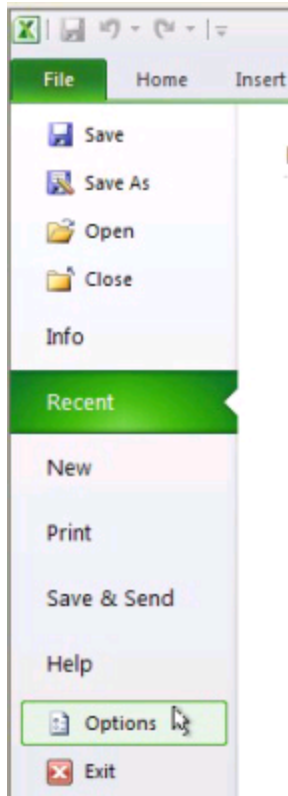 File Home Insert
Save
Save As
Open
Close
Info
Recent
New
Print
Save & Send
Help
Options
Exit